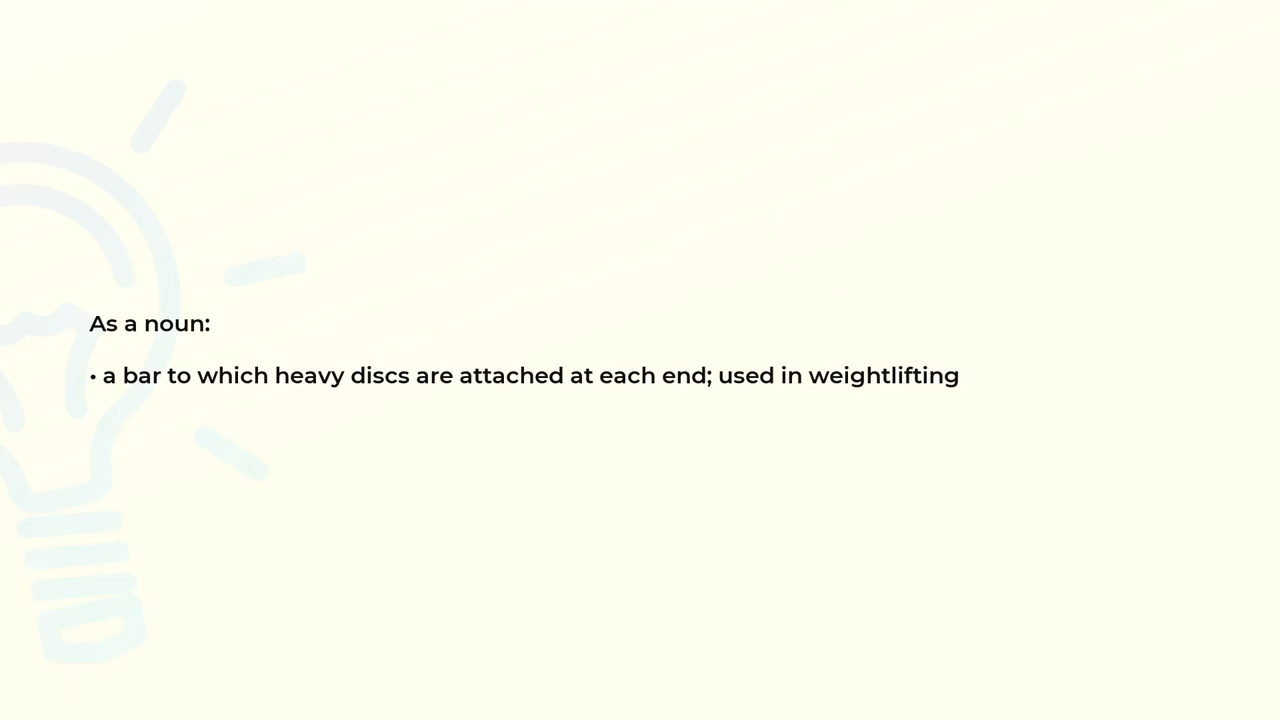 As a noun:
• a bar to which heavy discs are attached at each end; used in weightlifting